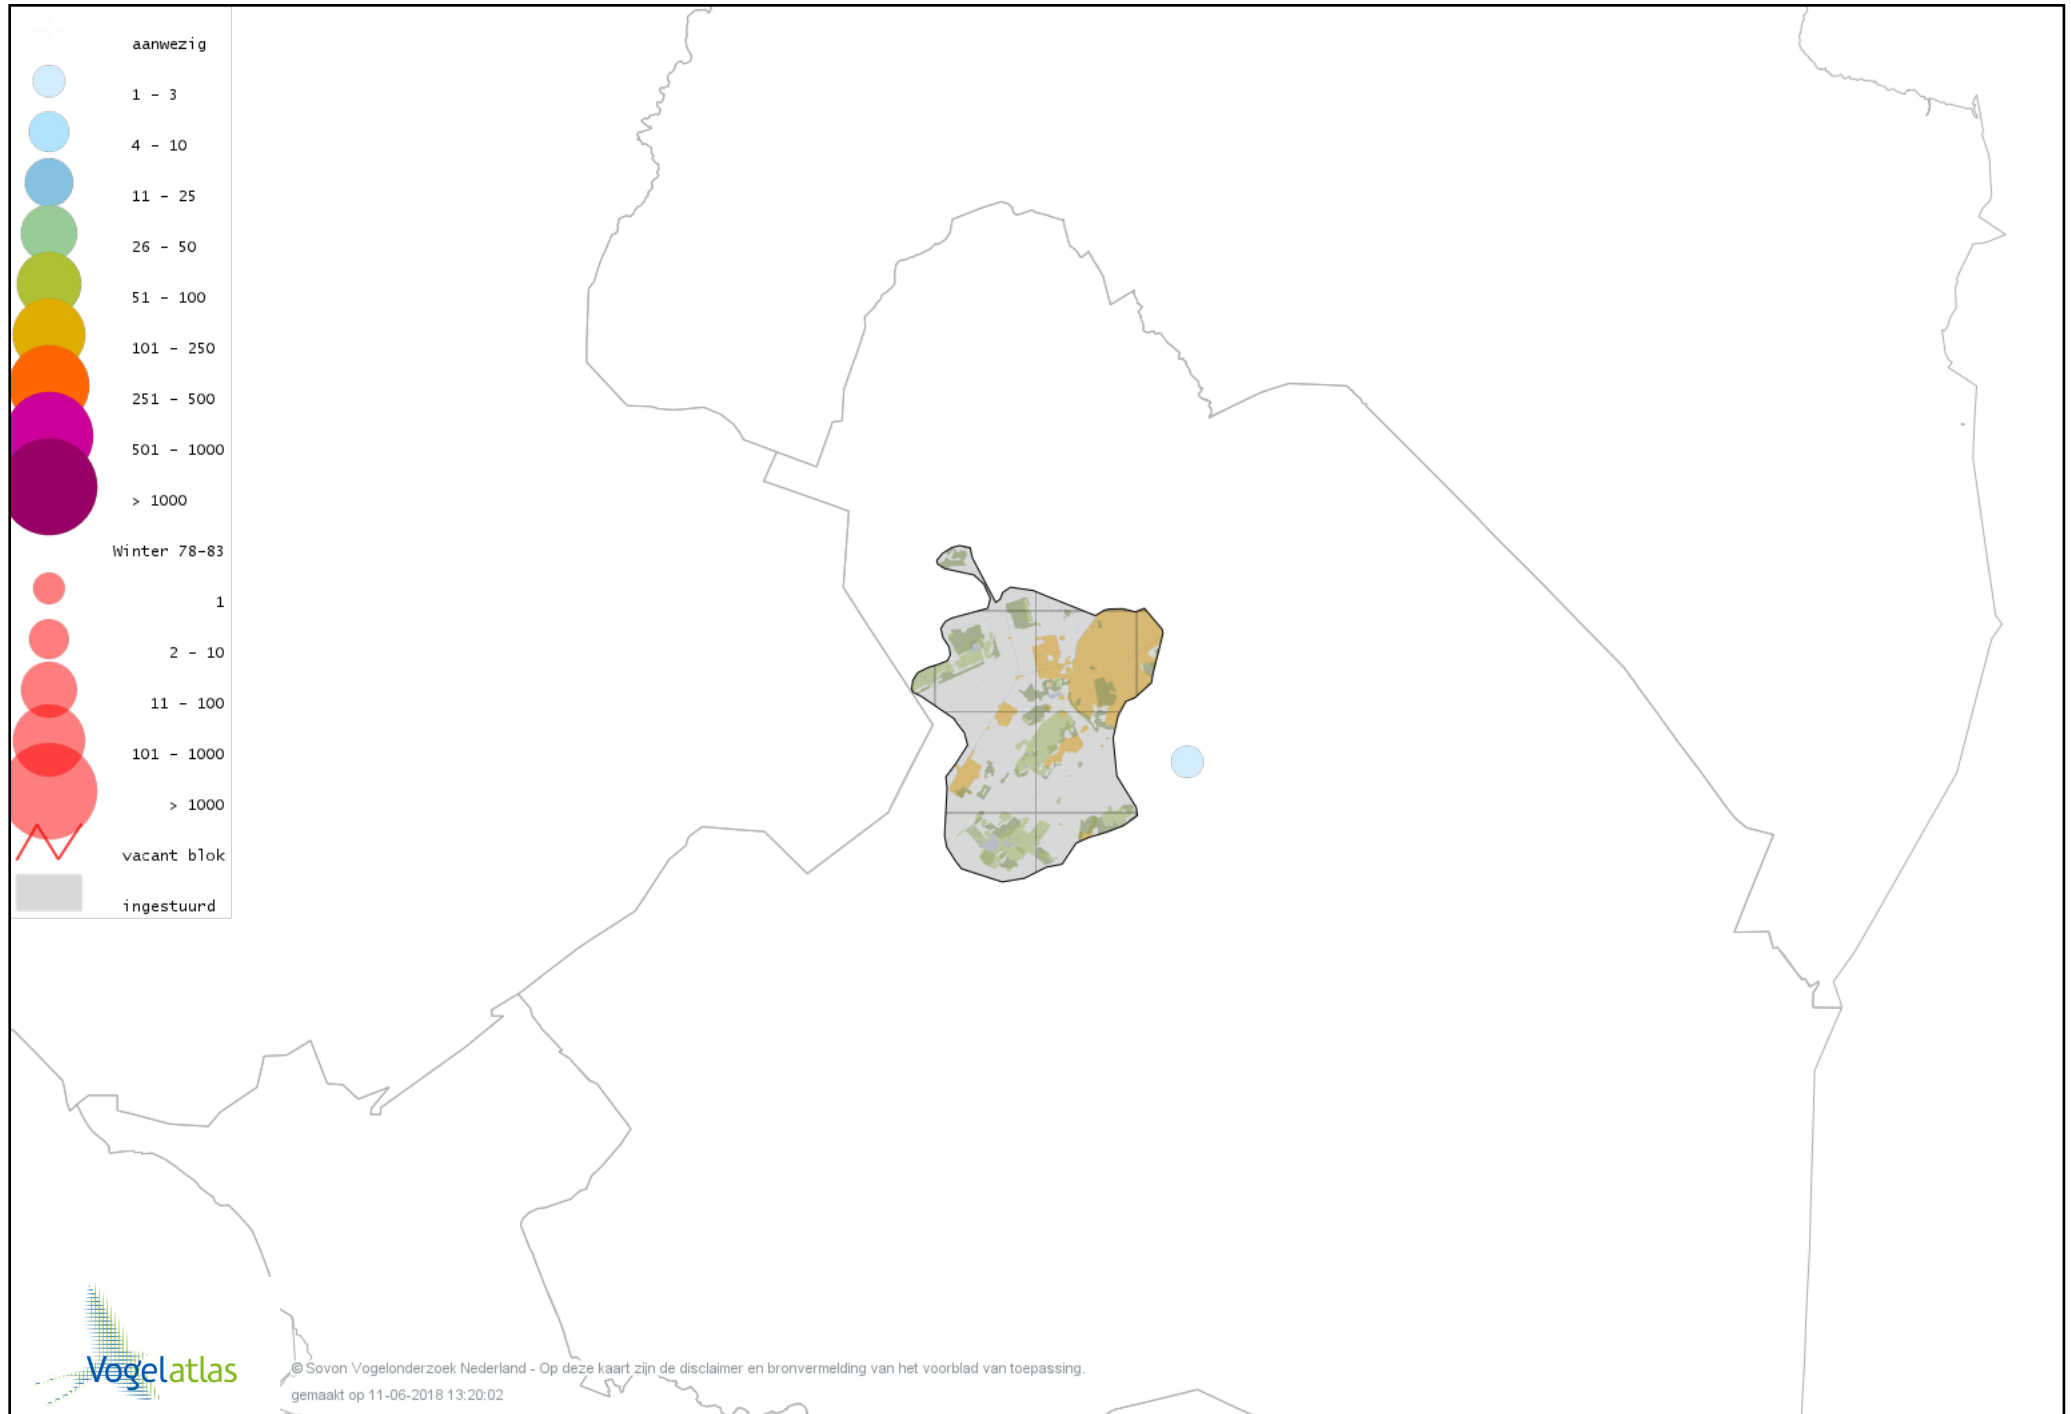 aanwezig
1 - 3
4 - 10
11 - 25
26 - 50
51 - 100
101 - 250
251 - 500
501 - 1000
> 1000
Winter 78-83
1
2 - 10
11 - 100
101 - 1000
> 1000
vacant blok
ingestuurd
Vogelatlas
© Sovon Vogelonderzoek Nederland - Op deze kaart zijn de disclaimer en bronvermelding van het voorblad van toepassing.
gemaakt op 11-06-2018 13:20:02